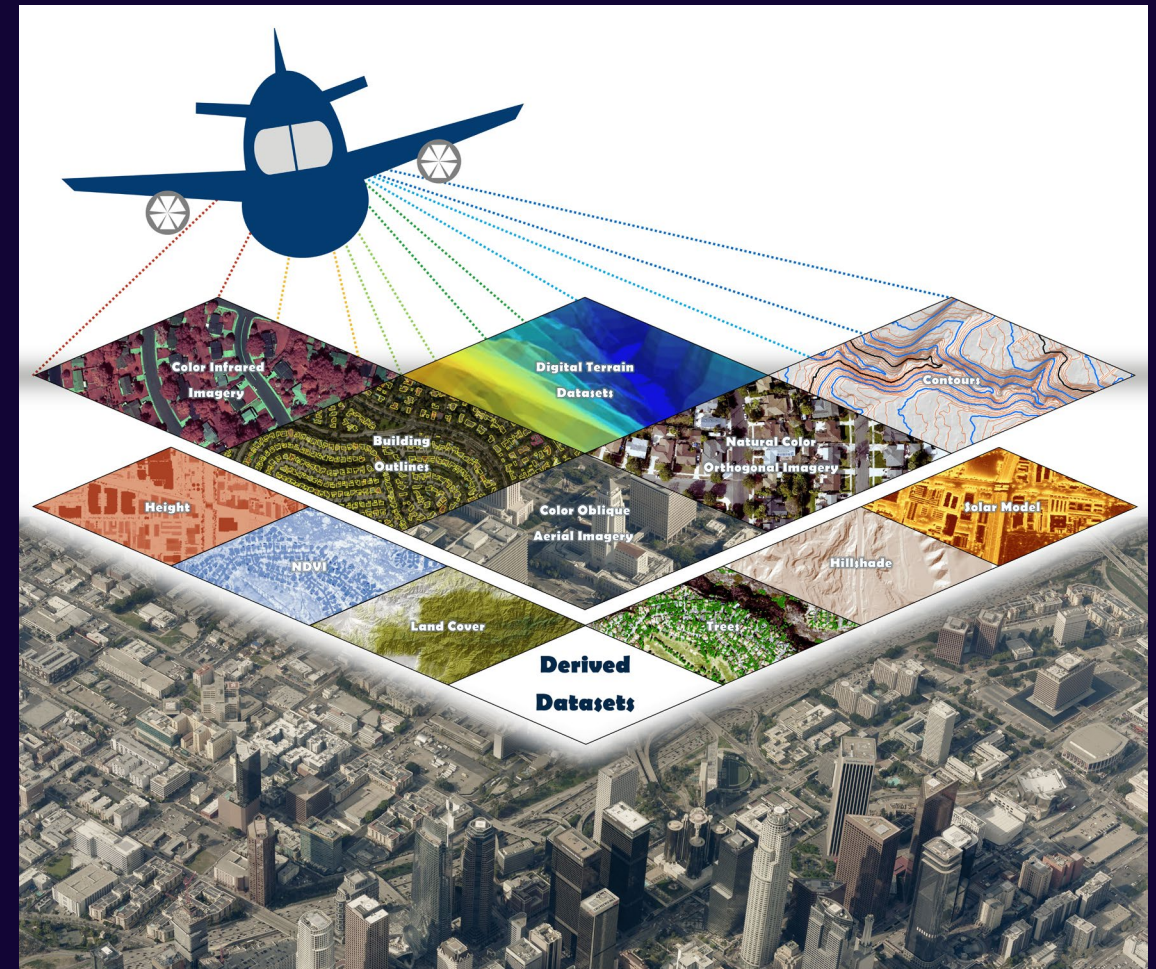 Color Infrared
Imagery
Digital Terrain
Datasets
Contours
Building
Outlines
Natural Color
Orthogonal Imagery
Height
Color Oblique
Aerial Imagery
Solar Model
NDVI
Hillshade
Land Cover
Trees
Derived
Datasets